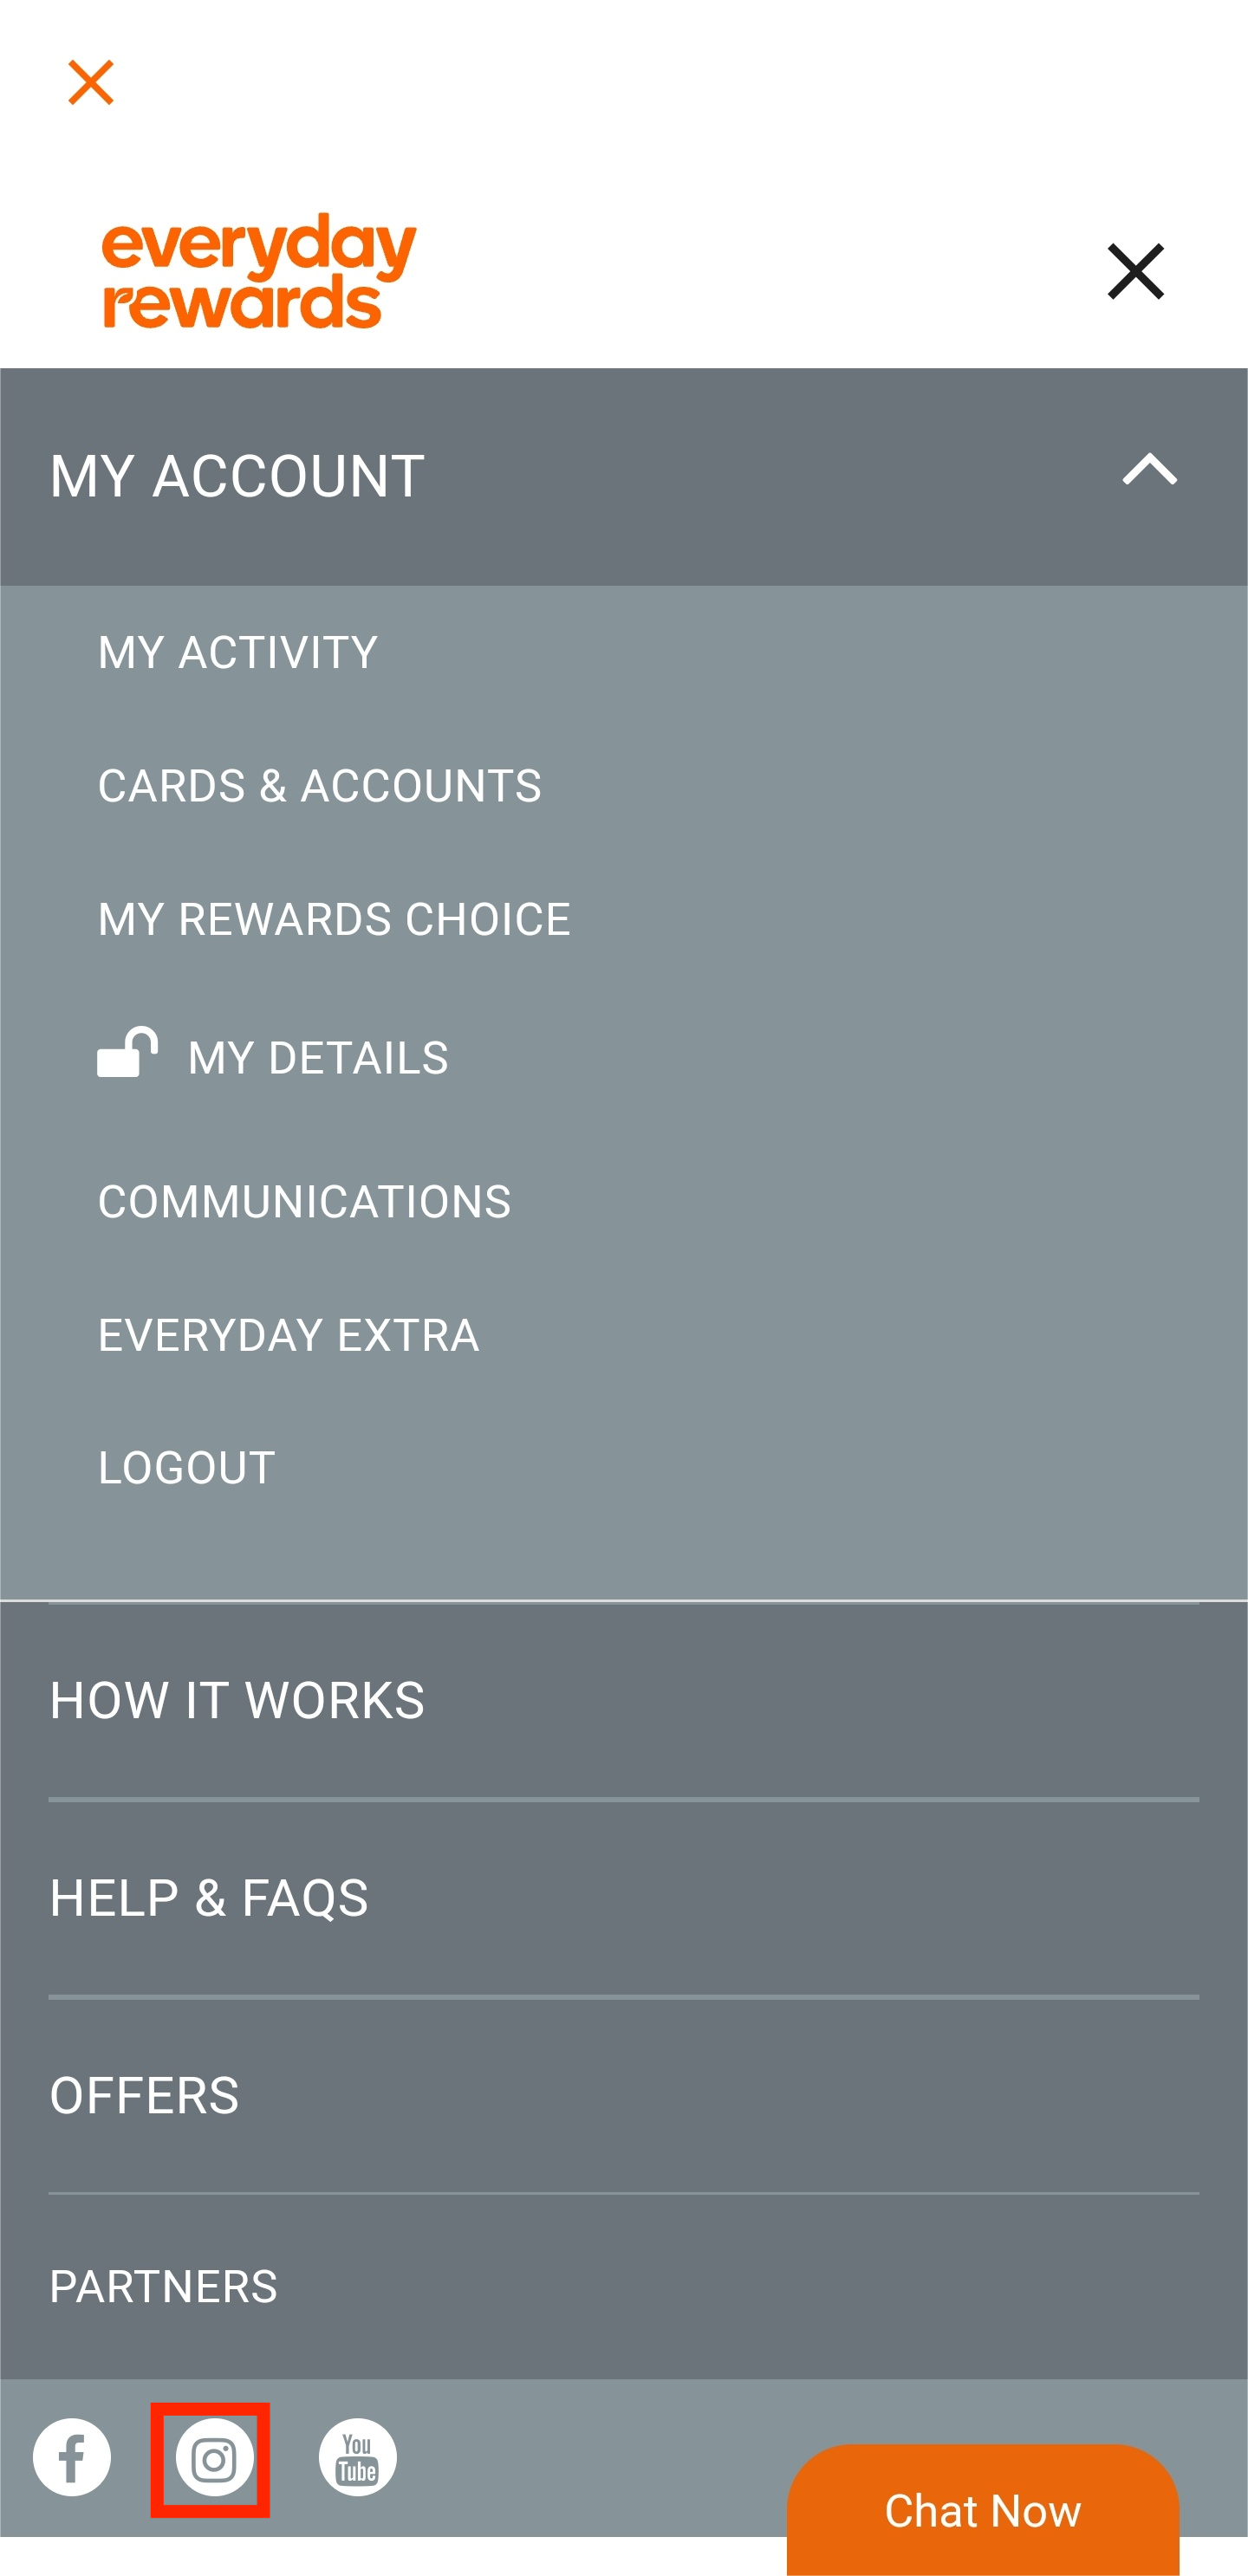 everyday
rewards
MY ACCOUNT
MY ACTIVITY
CARDS & ACCOUNTS
MY REWARDS CHOICE
MY DETAILS
COMMUNICATIONS
EVERYDAY EXTRA
LOGOUT
HOW IT WORKS
HELP & FAQS
OFFERS
PARTNERS
f
You
Tube
Chat Now